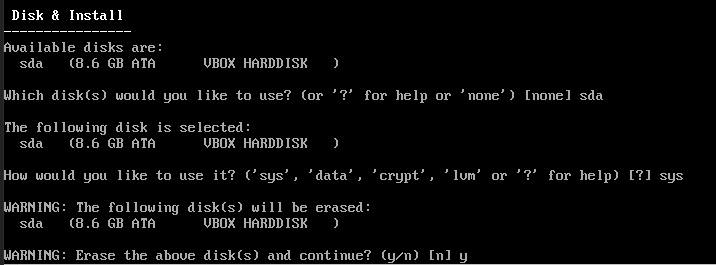 Disk & Install
----------------
Available disks are:
  sda   (8.6 GB ATA      VBOX HARDDISK   )
Which disk(s) would you like to use? (or '?' for help or 'none') [none] sda
The following disk is selected:
  sda   (8.6 GB ATA      VBOX HARDDISK   )
How would you like to use it? ('sys', 'data', 'crypt', 'lvm' or '?' for help) [?] sys
WARNING: The following disk(s) will be erased:
  sda   (8.6 GB ATA      VBOX HARDDISK   )
WARNING: Erase the above disk(s) and continue? (y/n) [n] y